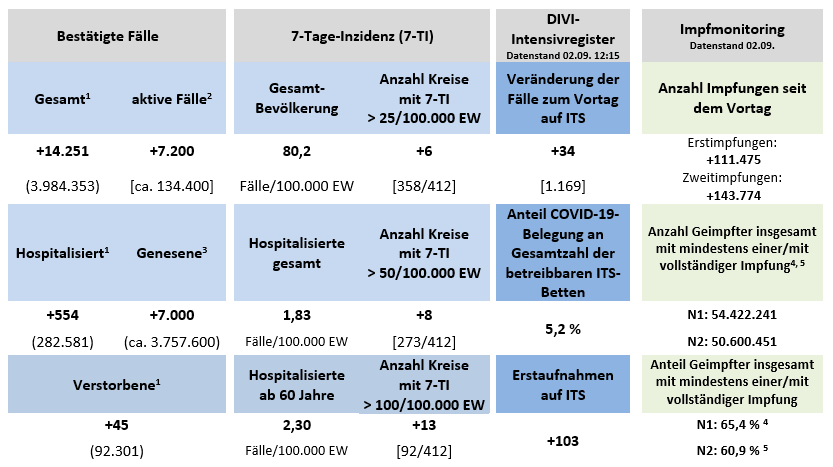 Bestätigte Fälle
7-Tage-Inzidenz (7-TI)
DIVI-
Intensivregister
Datenstand 02.09. 12:15
Impfmonitoring
Datenstand 02.09.
Gesamt¹
aktive Fälle²
Gesamt-
Bevölkerung
Anzahl Kreise
mit 7-TI
> 25/100.000 EW
Veränderung der
Fälle zum Vortag
auf ITS
Anzahl Impfungen seit
dem Vortag
+14.251
+7.200
80,2
+6
+34
Erstimpfungen:
+111.475
(3.984.353)
[ca. 134.400]
Fälle/100.000 EW
[358/412]
[1.169]
Zweitimpfungen:
+143.774
Hospitalisiert¹
Genesene³
Hospitalisierte
gesamt
Anzahl Kreise
mit 7-TI
> 50/100.000 EW
Anteil COVID-19-
Belegung an
Gesamtzahl der
betreibbaren ITS-
Betten
Anzahl Geimpfter insgesamt
mit mindestens einer/mit
vollständiger Impfung⁴, ⁵
+554
+7.000
1,83
+8
5,2 %
N1: 54.422.241
(282.581)
(ca. 3.757.600)
Fälle/100.000 EW
[273/412]
N2: 50.600.451
Verstorbene¹
Hospitalisierte
ab 60 Jahre
Anzahl Kreise
mit 7-TI
> 100/100.000 EW
Erstaufnahmen
auf ITS
Anteil Geimpfter insgesamt
mit mindestens einer/mit
vollständiger Impfung
+45
2,30
+13
+103
N1: 65,4 % ⁴
(92.301)
Fälle/100.000 EW
[92/412]
N2: 60,9 % ⁵